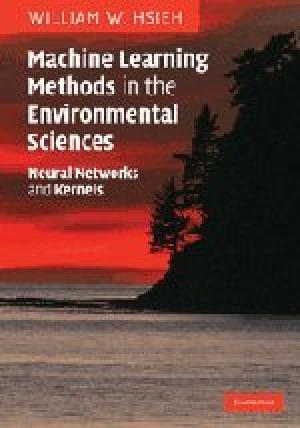 WILLIAM W. HSIEH
Machine Learning
Methods in the
Environmental
Sciences
Neural Networks
and Kernels